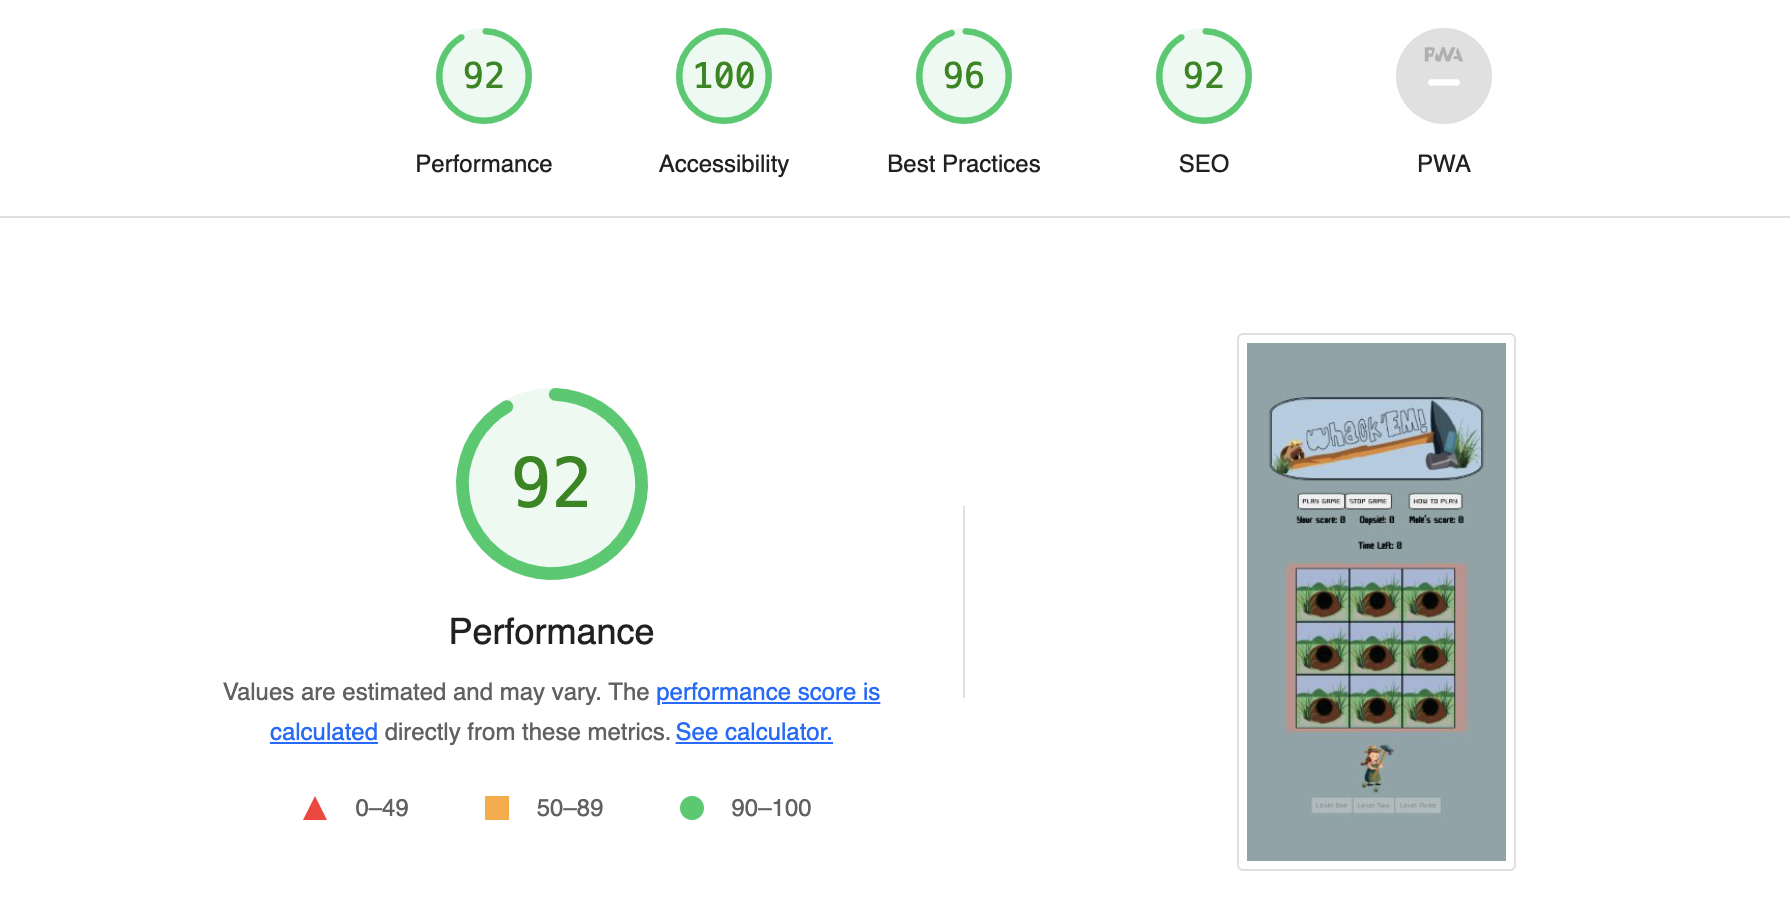 92
100
96
92
PWA
Performance
Accessibility
Best Practices
SEO
PWA
92
Performance
Values are estimated and may vary. The performance score is
calculated directly from these metrics. See calculator.
0–49
50–89
90–100
Whack'EM!
PLAY GAME
STOP GAME
HOW TO PLAY
Your score: 0
Oopsie!: 0
Mole's score: 0
Time Left: 0
Level One
Level Two
Level Three